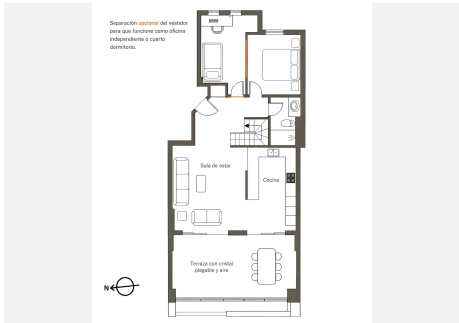 Separación opcional del vestidor
para que funcione como oficina
independiente o cuarto
dormitorio.
Sala de estar
Cocina
Terraza con cristal
plegable y aire
N